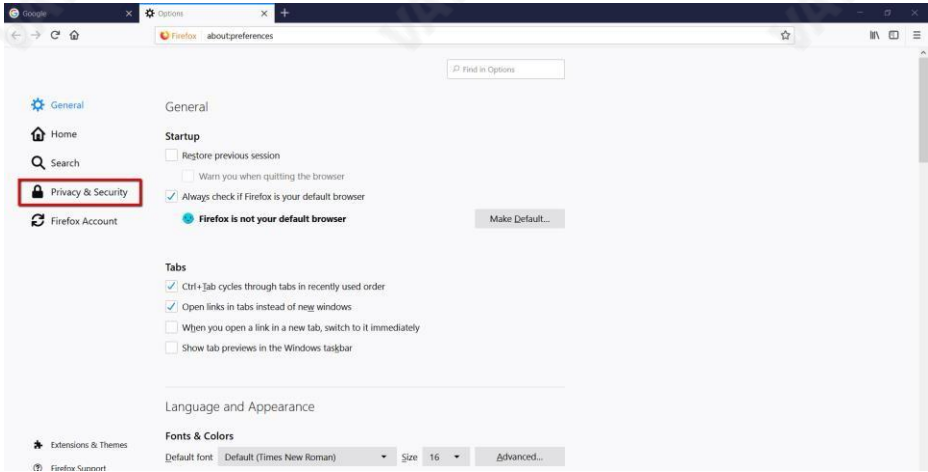 Google
Options
Firefox about:preferences
Find in Options
General
Home
Search
Privacy & Security
Firefox Account
Extensions & Themes
Firefox Support
General
Startup
Restore previous session
Warn you when quitting the browser
Always check if Firefox is your default browser
Firefox is not your default browser
Make Default...
Tabs
Ctrl+Tab cycles through tabs in recently used order
Open links in tabs instead of new windows
When you open a link in a new tab, switch to it immediately
Show tab previews in the Windows taskbar
Language and Appearance
Fonts & Colors
Default font Default (Times New Roman) Size 16 Advanced...